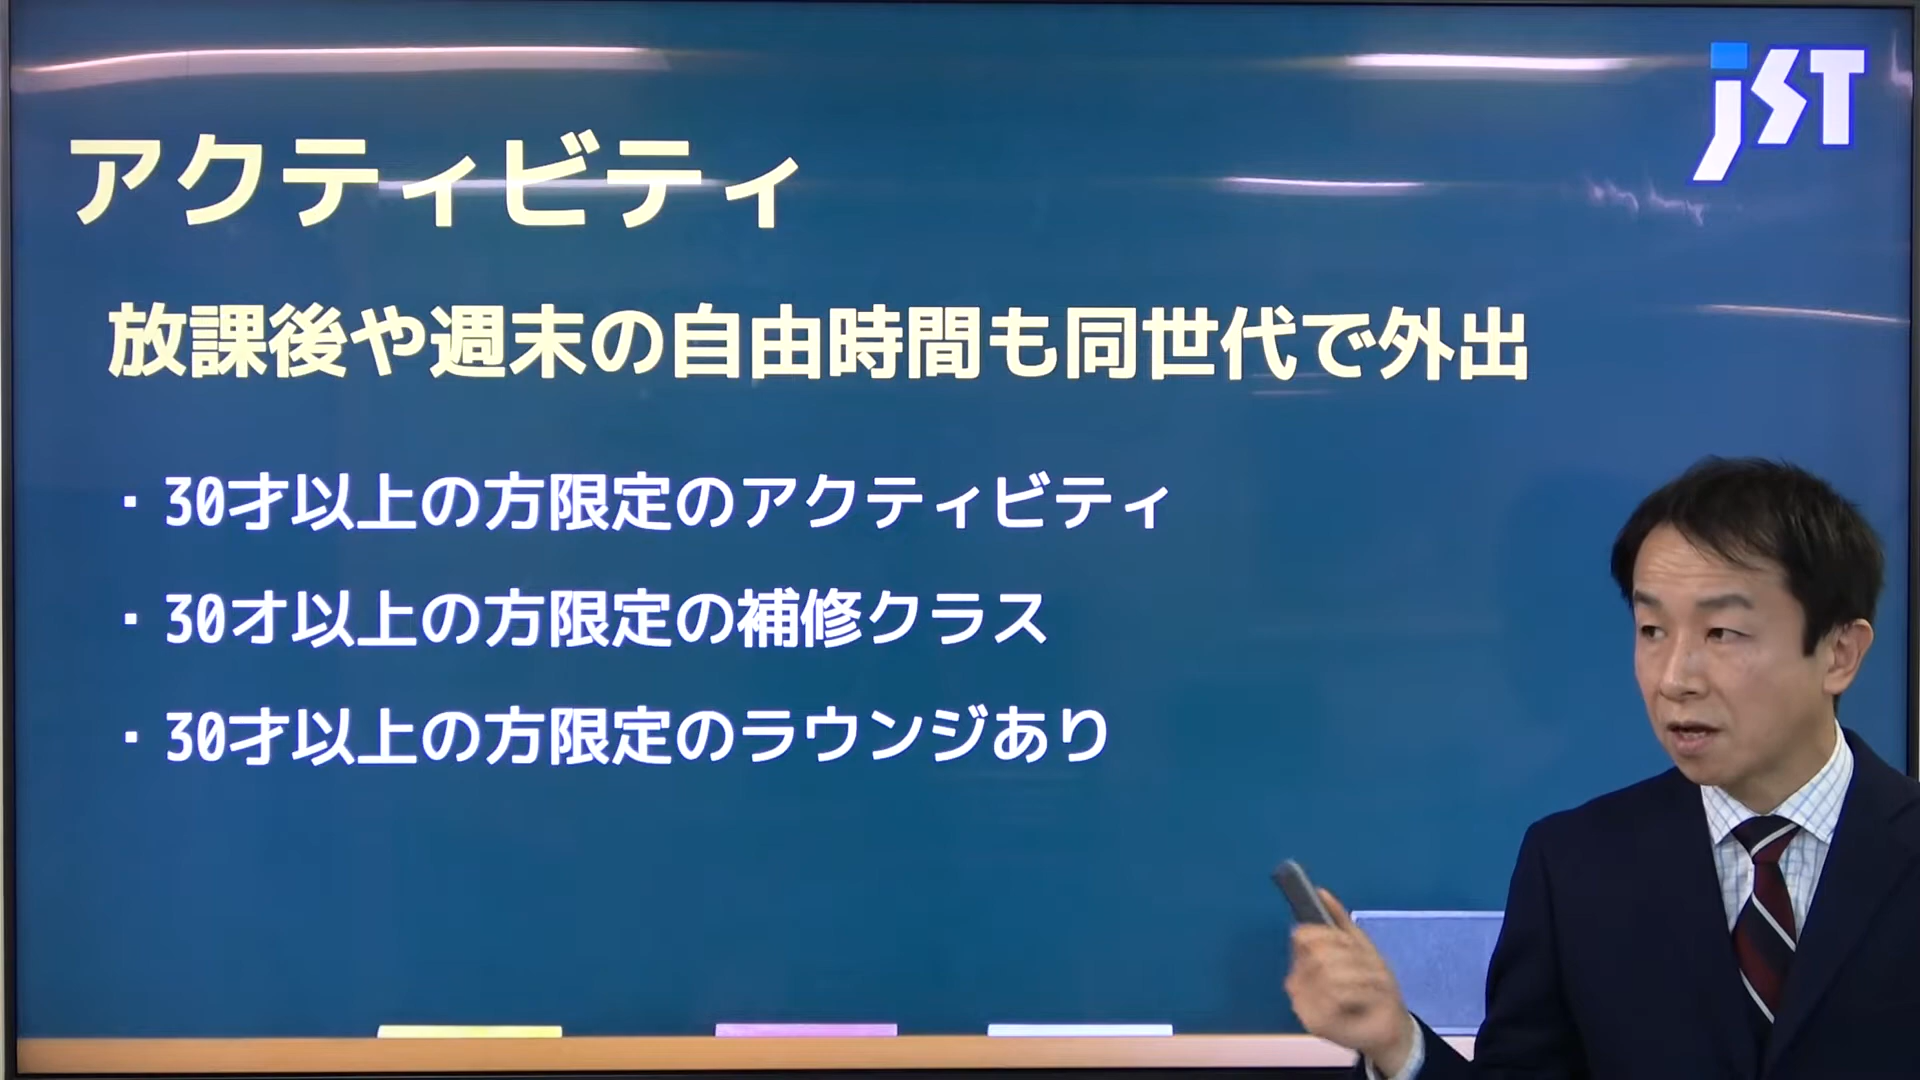 jST
アクティビティ
放課後や週末の自由時間も同世代で外出
・30才以上の方限定のアクティビティ
・30オ以上の方限定の補修クラス
・30才以上の方限定のラウンジあり